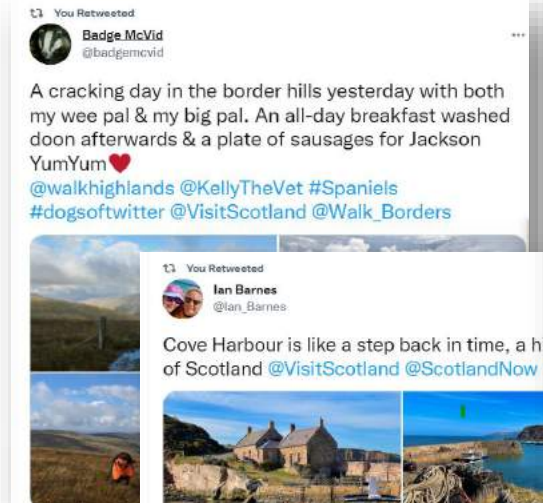 You Retweeted
Badge McVid
@badgemcvid
A cracking day in the border hills yesterday with both
my wee pal & my big pal. An all-day breakfast washed
doon afterwards & a plate of sausages for Jackson
YumYum❤
@walkhighlands @KellyTheVet #Spaniels
#dogsoftwitter @VisitScotland @Walk_Borders
You Retweeted
Ian Barnes
@Ian_Barnes
Cove Harbour is like a step back in time, a h
of Scotland @VisitScotland @ScotlandNow